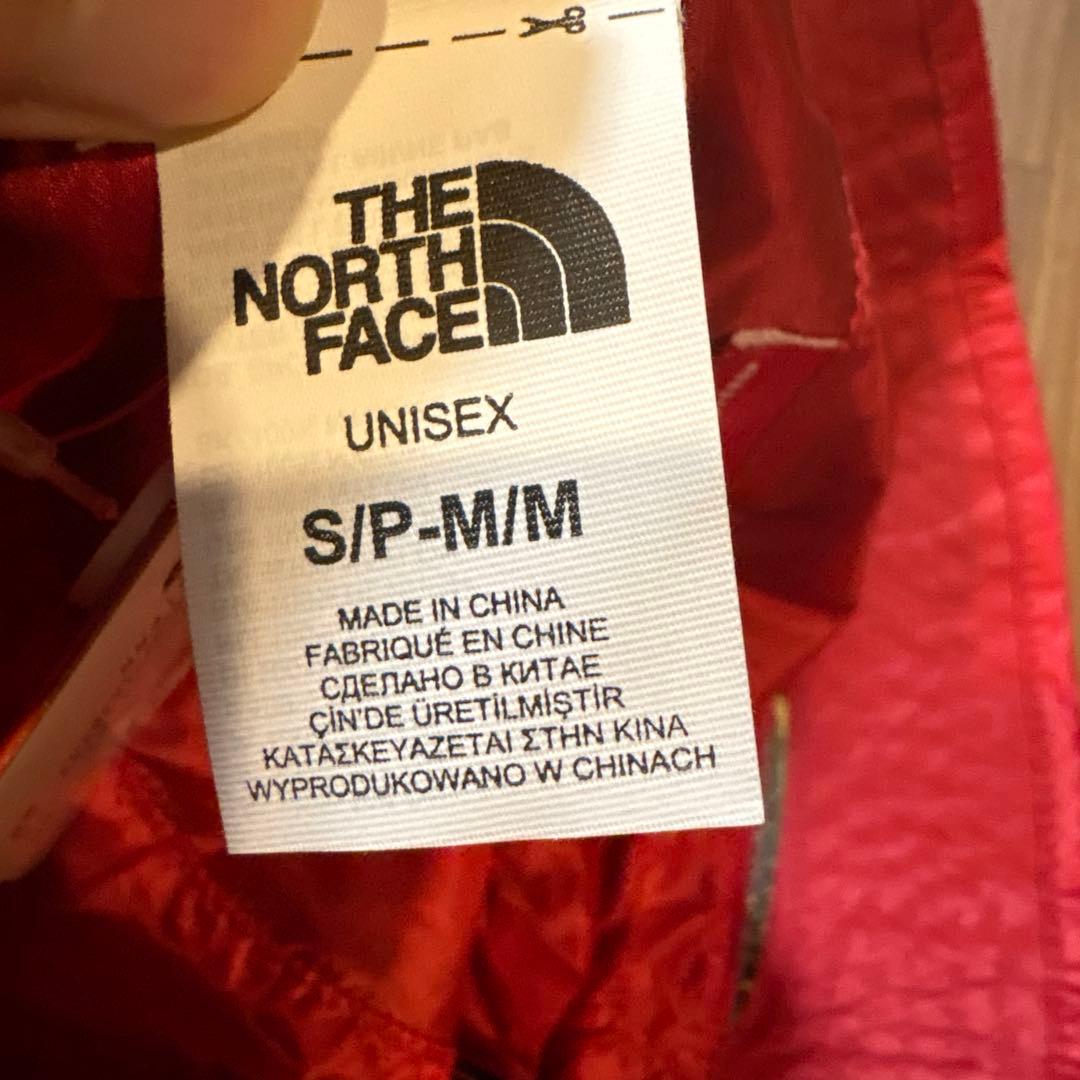 THE
NORTH
FACE
UNISEX
S/P-M/M
MADE IN CHINA
FABRIQUÉ EN CHINE
СДЕЛАНО В КИТАЕ
ÇİN'DE ÜRETİLMİŞTİR
ΚΑΤΑΣΚΕΥΑΖΕΤΑΙ ΣΤΗΝ ΚΙΝΑ
WYPRODUKOWANO W CHINACH